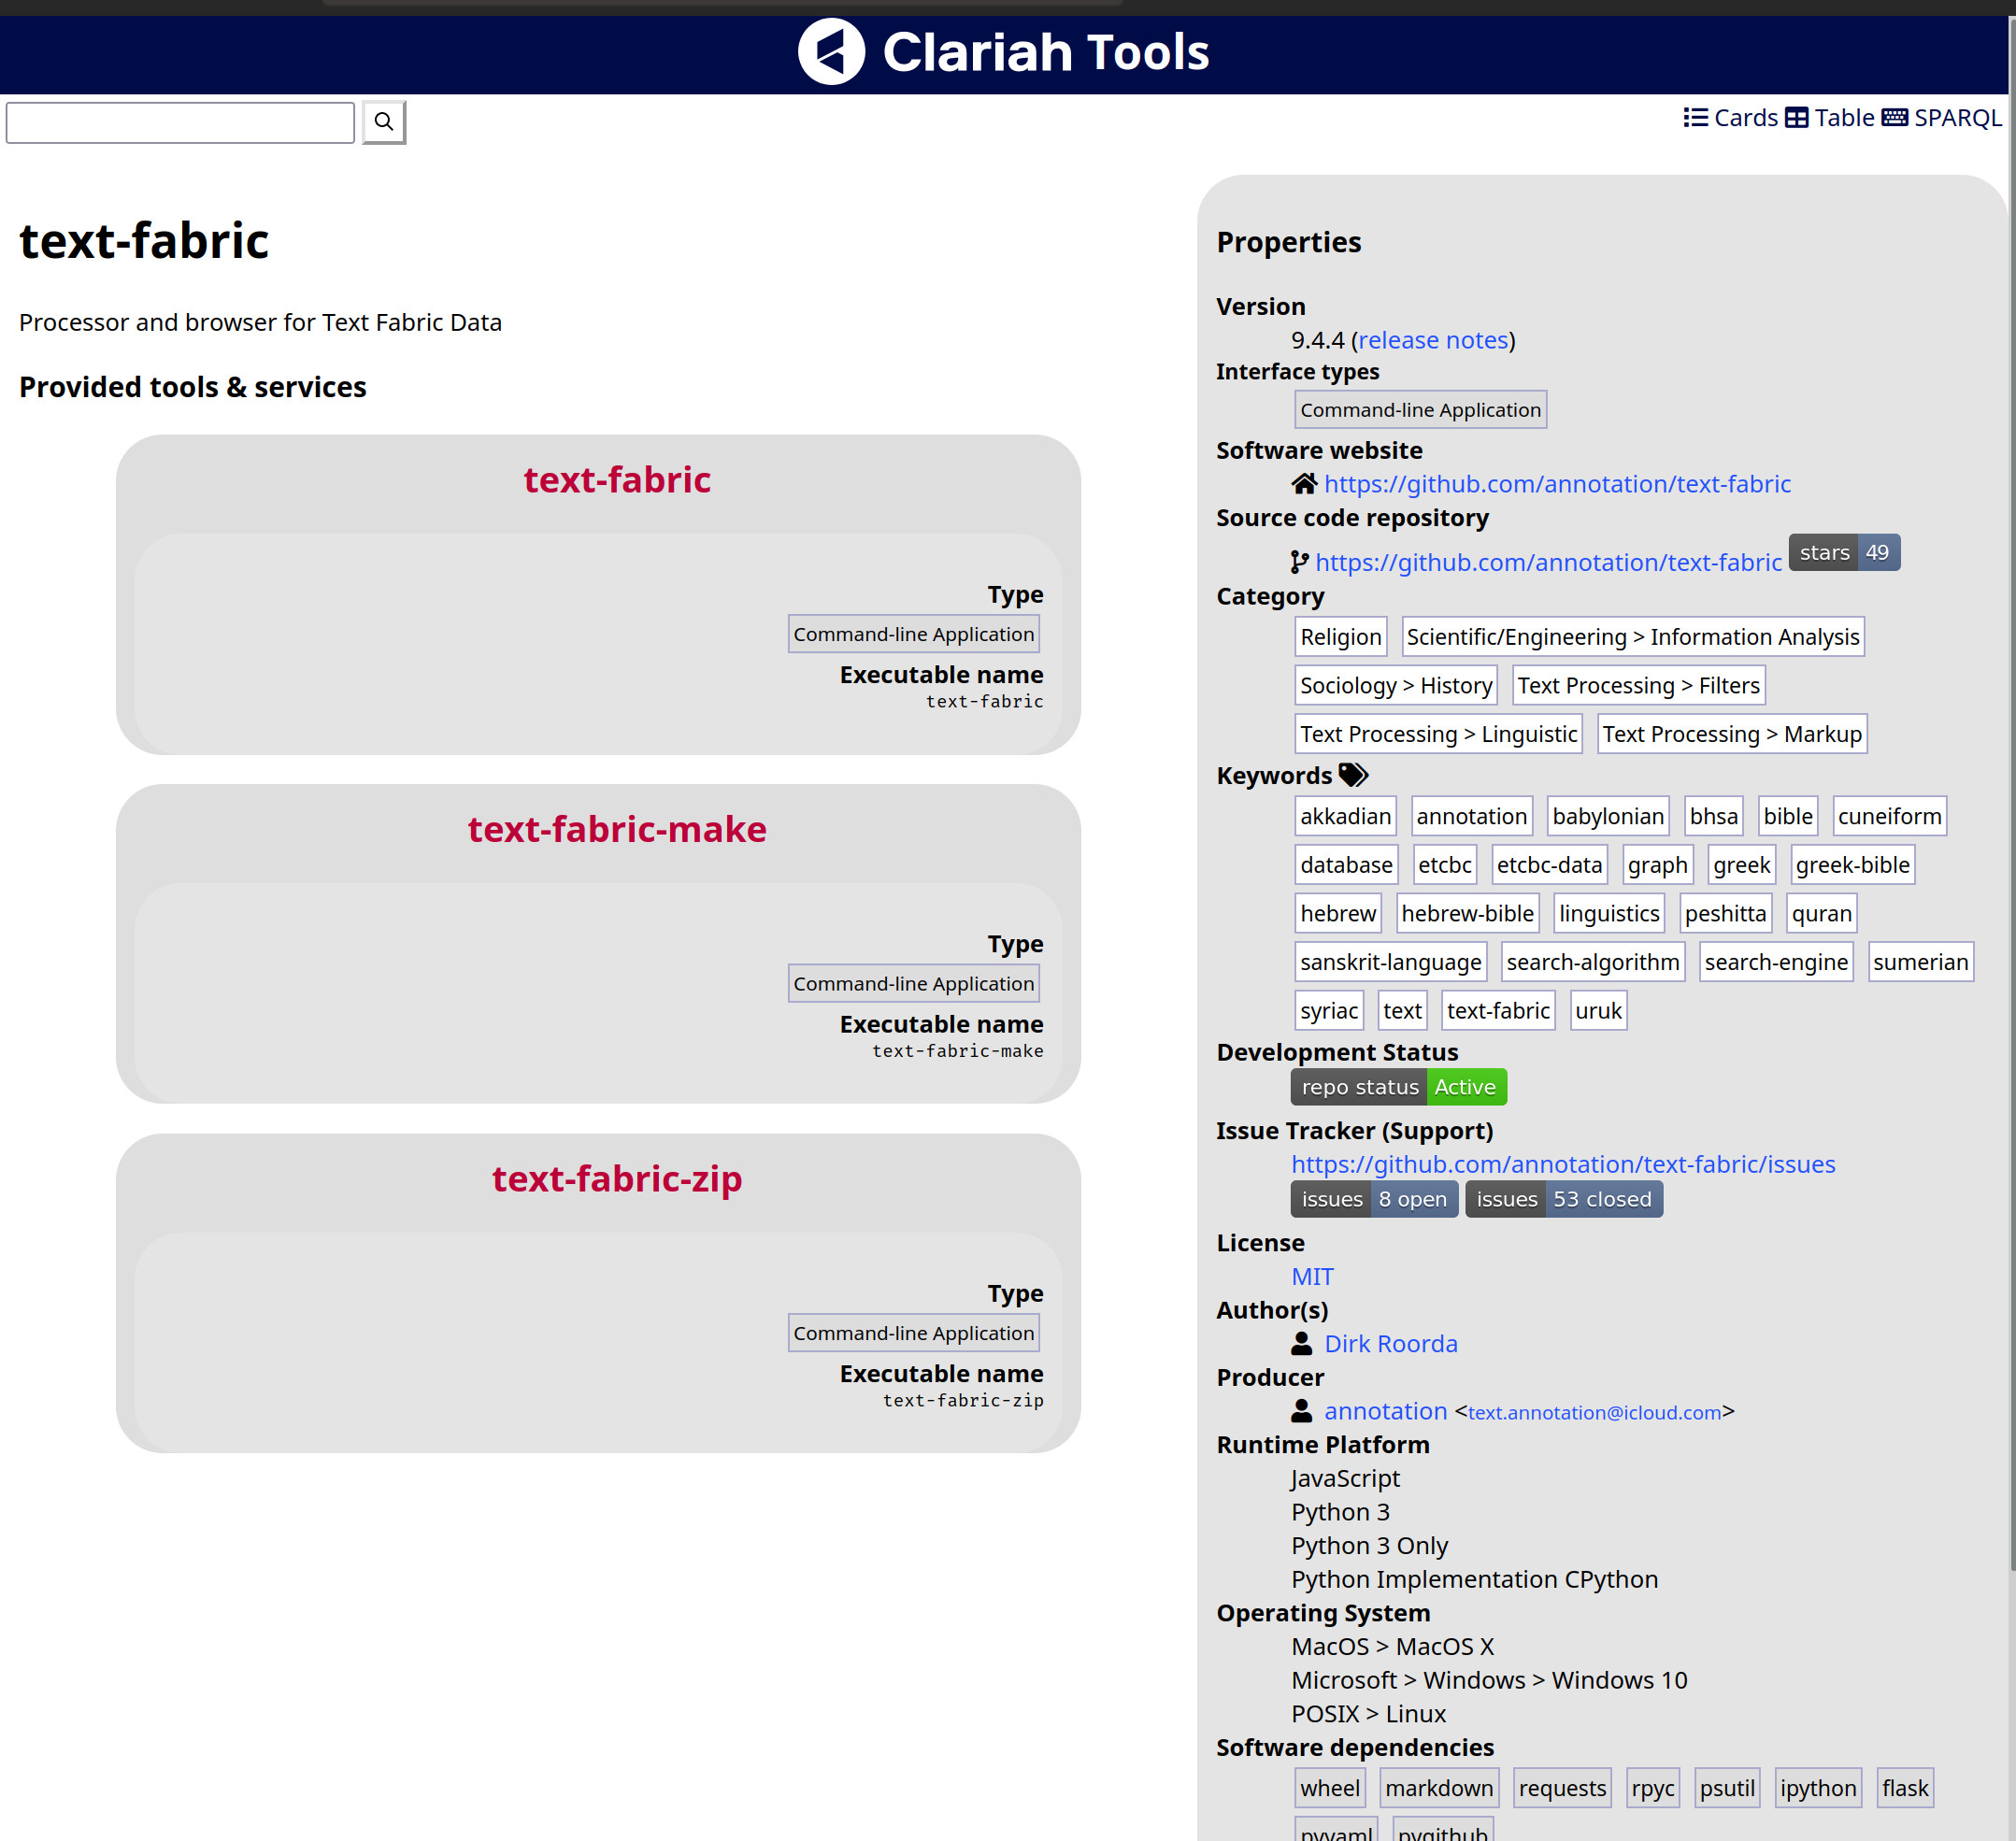 Clariah Tools
Cards Table SPARQL
text-fabric
Processor and browser for Text Fabric Data
Provided tools & services
text-fabric
Type
Command-line Application
Executable name
text-fabric
text-fabric-make
Type
Command-line Application
Executable name
text-fabric-make
text-fabric-zip
Type
Command-line Application
Executable name
text-fabric-zip
Properties
Version
9.4.4 (release notes)
Interface types
Command-line Application
Software website
https://github.com/annotation/text-fabric
Source code repository
https://github.com/annotation/text-fabric stars 49
Category
Religion Scientific/Engineering > Information Analysis
Sociology > History Text Processing > Filters
Text Processing > Linguistic Text Processing > Markup
Keywords
akkadian annotation babylonian bhsa bible cuneiform
database etcbc etcbc-data graph greek greek-bible
hebrew hebrew-bible linguistics peshitta quran
sanskrit-language search-algorithm search-engine sumerian
syriac text text-fabric uruk
Development Status
repo status Active
Issue Tracker (Support)
https://github.com/annotation/text-fabric/issues
issues 8 open issues 53 closed
License
MIT
Author(s)
Dirk Roorda
Producer
annotation <text.annotation@icloud.com>
Runtime Platform
JavaScript
Python 3
Python 3 Only
Python Implementation CPython
Operating System
MacOS > MacOS X
Microsoft > Windows > Windows 10
POSIX > Linux
Software dependencies
wheel markdown requests rpyc psutil ipython flask
pyyaml pygithub